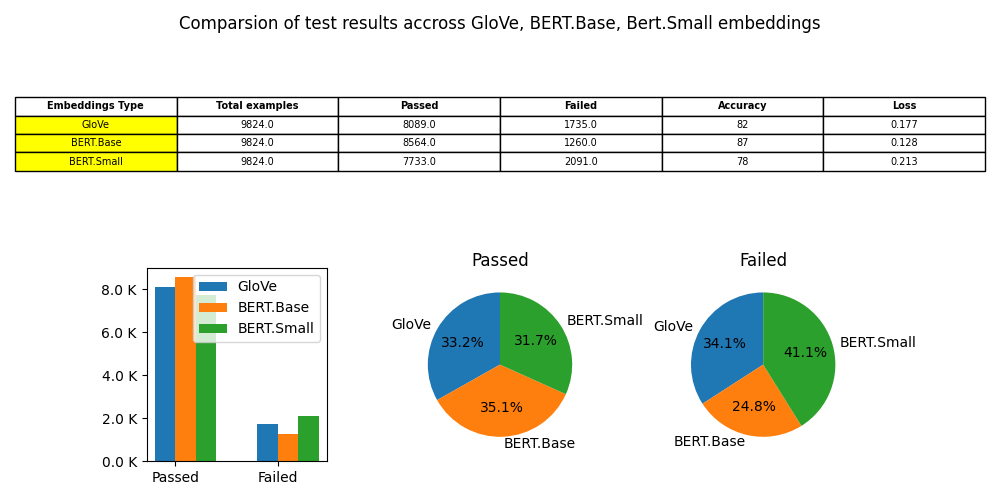 Comparsion of test results accross GloVe, BERT.Base, Bert.Small embeddings
Embeddings Type Total examples Passed Failed Accuracy Loss
GloVe 9824.0 8089.0 1735.0 82 0.177
BERT.Base 9824.0 8564.0 1260.0 87 0.128
BERT.Small 9824.0 7733.0 2091.0 78 0.213
8.0 K
6.0 K
4.0 K
2.0 K
0.0 K
Passed Failed
GloVe
BERT.Base
BERT.Small
Passed
GloVe
33.2%
BERT.Small
31.7%
35.1%
BERT.Base
Failed
GloVe
34.1%
BERT.Small
41.1%
24.8%
BERT.Base